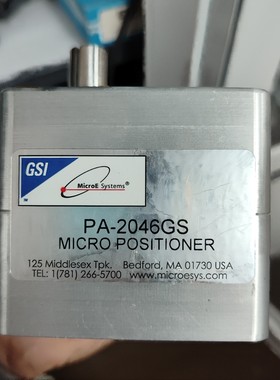 GSI
MicroE Systems®
PA-2046GS
MICRO POSITIONER
125 Middlesex Tpk. Bedford, MA 01730 USA
TEL: 1(781) 266-5700 www.microesys.com